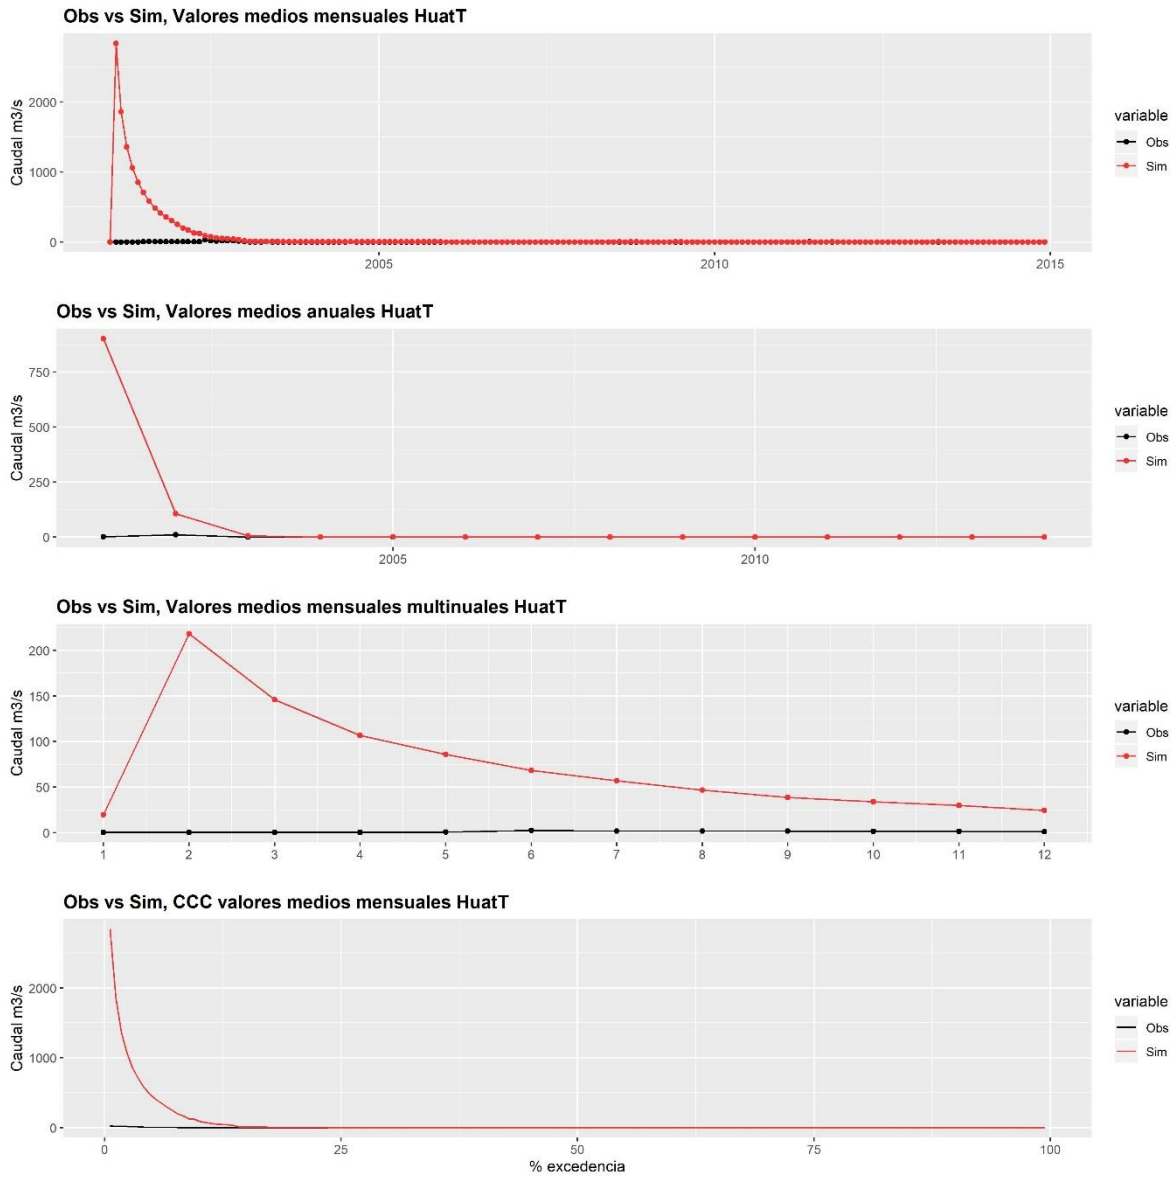 Obs vs Sim, Valores medios mensuales HuatT
Caudal m3/s
2000
1000
0
2005
2010
2015
variable
Obs
Sim
Obs vs Sim, Valores medios anuales HuatT
Caudal m3/s
750
500
250
0
2005
2010
variable
Obs
Sim
Obs vs Sim, Valores medios mensuales multinuales HuatT
Caudal m3/s
200
150
100
50
0
1 2 3 4 5 6 7 8 9 10 11 12
variable
Obs
Sim
Obs vs Sim, CCC valores medios mensuales HuatT
Caudal m3/s
2000
1000
0
0 25 50 75 100
% excedencia
variable
Obs
Sim